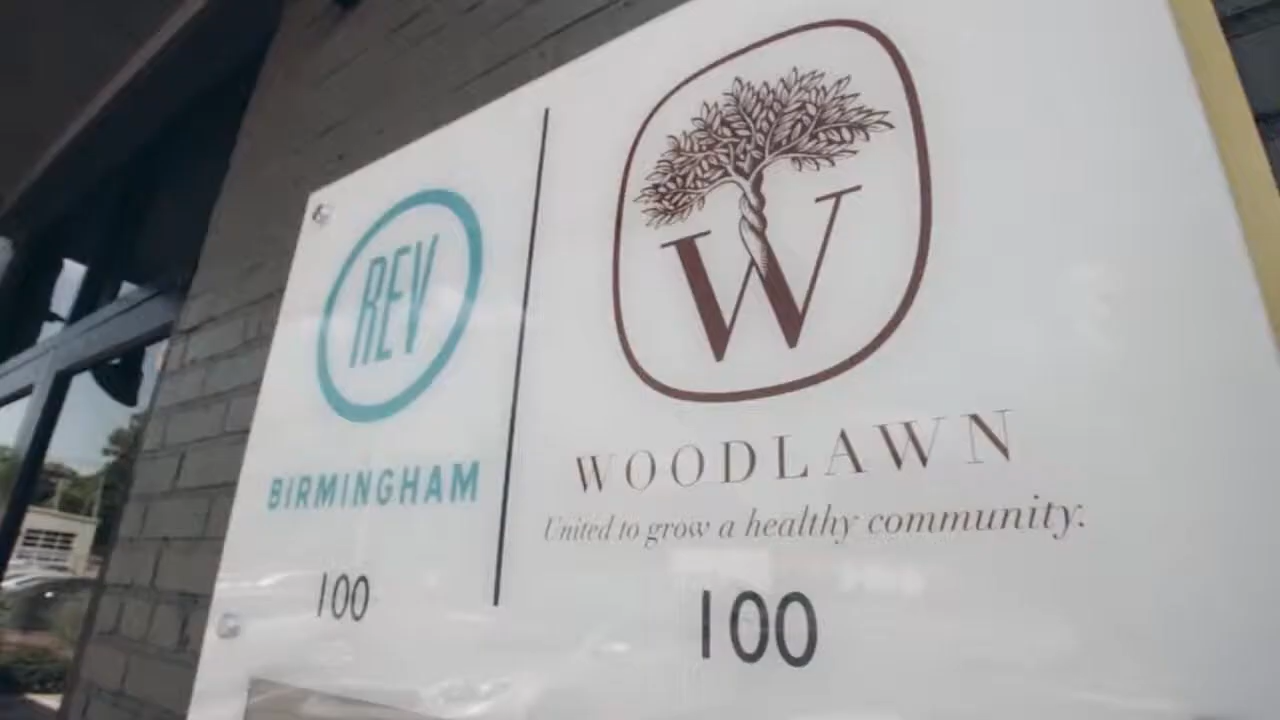 REV
BIRMINGHAM
100
W
WOODLAWN
United to grow a healthy community.
100